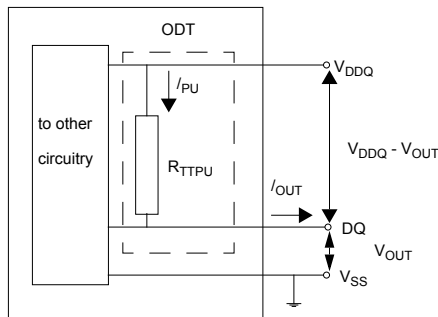 ODT
V_DDQ
I_PU
to other
circuitry
V_DDQ - V_OUT
R_TTPU
I_OUT
DQ
V_OUT
V_SS